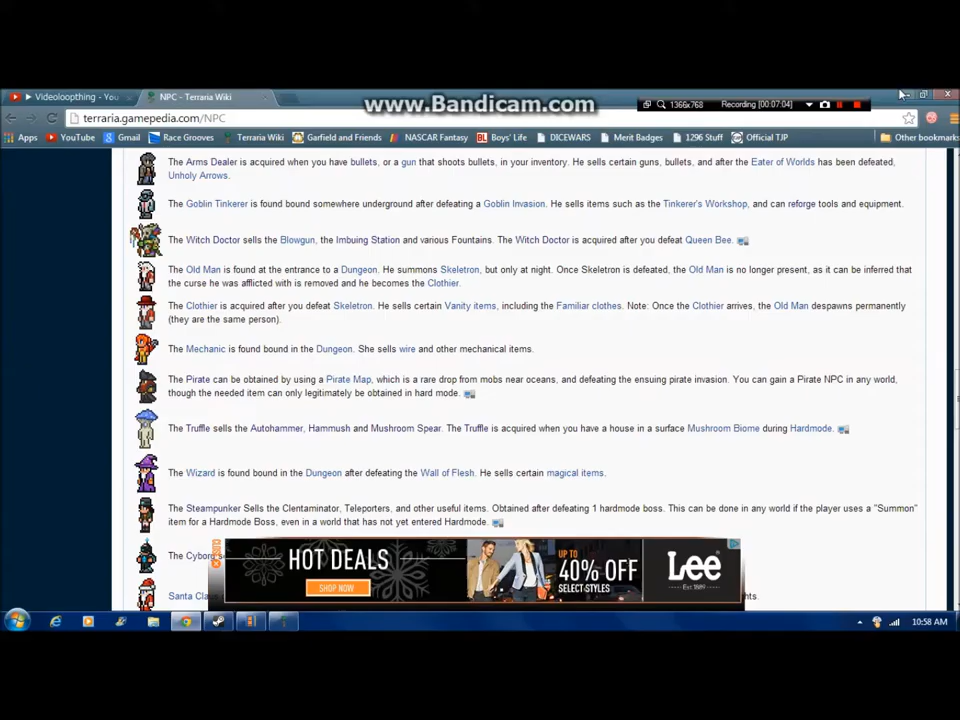 www.Bandicam.com
1366x768 Recording [00:07:04]
Videoloopthing - You
NPC - Terraria Wiki
terraria.gamepedia.com/NPC
Apps YouTube Gmail Race Grooves Terraria Wiki Garfield and Friends NASCAR Fantasy BL Boys' Life DICEWARS Merit Badges 1296 Stuff Official TJP Other bookmarks
The Arms Dealer is acquired when you have bullets, or a gun that shoots bullets, in your inventory. He sells certain guns, bullets, and after the Eater of Worlds has been defeated,
Unholy Arrows.
The Goblin Tinkerer is found bound somewhere underground after defeating a Goblin Invasion. He sells items such as the Tinkerer's Workshop, and can reforge tools and equipment.
The Witch Doctor sells the Blowgun, the Imbuing Station and various Fountains. The Witch Doctor is acquired after you defeat Queen Bee.
The Old Man is found at the entrance to a Dungeon. He summons Skeletron, but only at night. Once Skeletron is defeated, the Old Man is no longer present, as it can be inferred that
the curse he was afflicted with is removed and he becomes the Clothier.
The Clothier is acquired after you defeat Skeletron. He sells certain Vanity items, including the Familiar clothes. Note: Once the Clothier arrives, the Old Man despawns permanently
(they are the same person).
The Mechanic is found bound in the Dungeon. She sells wire and other mechanical items.
The Pirate can be obtained by using a Pirate Map, which is a rare drop from mobs near oceans, and defeating the ensuing pirate invasion. You can gain a Pirate NPC in any world,
though the needed item can only legitimately be obtained in hard mode.
The Truffle sells the Autohammer, Hammush and Mushroom Spear. The Truffle is acquired when you have a house in a surface Mushroom Biome during Hardmode.
The Wizard is found bound in the Dungeon after defeating the Wall of Flesh. He sells certain magical items.
The Steampunker Sells the Clentaminator, Teleporters, and other useful items. Obtained after defeating 1 hardmode boss. This can be done in any world if the player uses a "Summon"
item for a Hardmode Boss, even in a world that has not yet entered Hardmode.
The Cyborg s
Santa Cla
hts.
CLOSE
HOT DEALS
SHOP NOW
UP TO
40% OFF
SELECT STYLES
Lee
Est 1889
10:58 AM